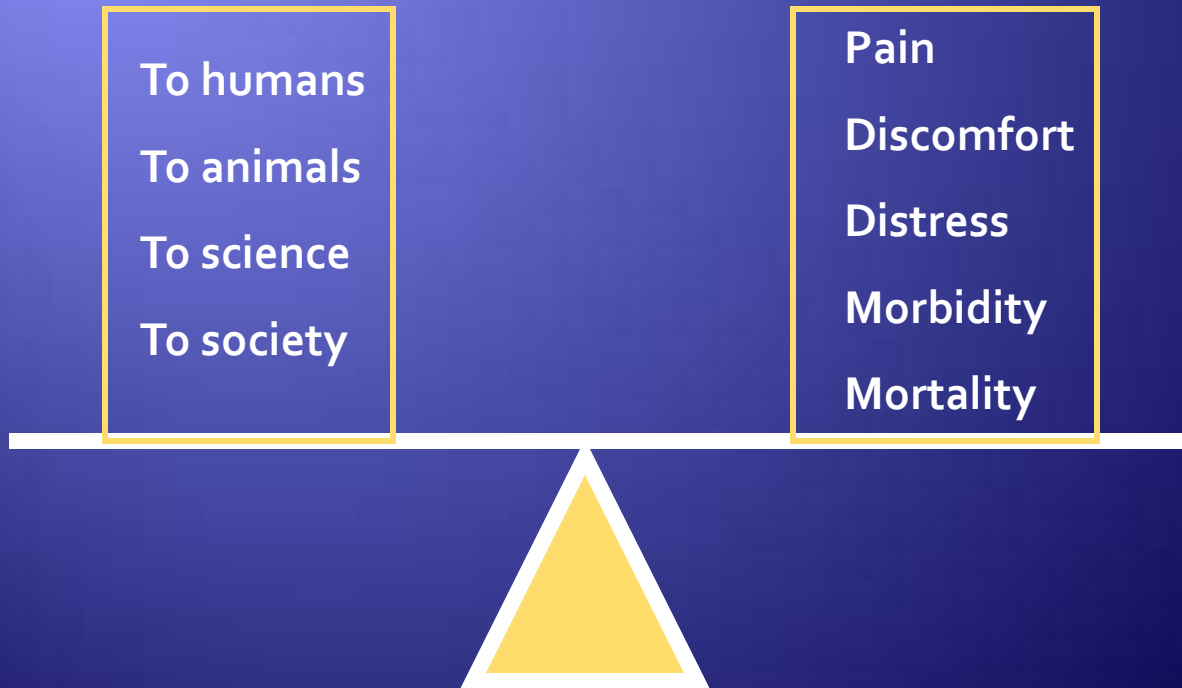 To humans
To animals
To science
To society
Pain
Discomfort
Distress
Morbidity
Mortality